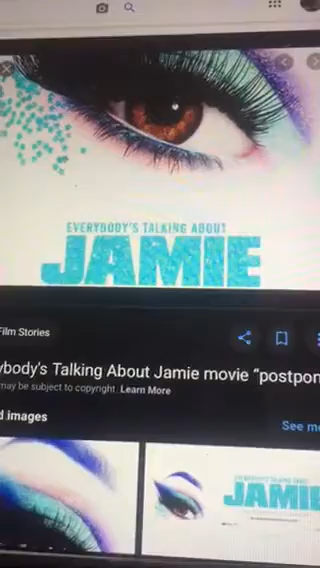 EVERYBODY'S TALKING ABOUT
JAMIE
Film Stories
ybody's Talking About Jamie movie “postpon
may be subject to copyright. Learn More
d images
See mo
EVERYBODY'S TALKING ABOUT
JAMIE